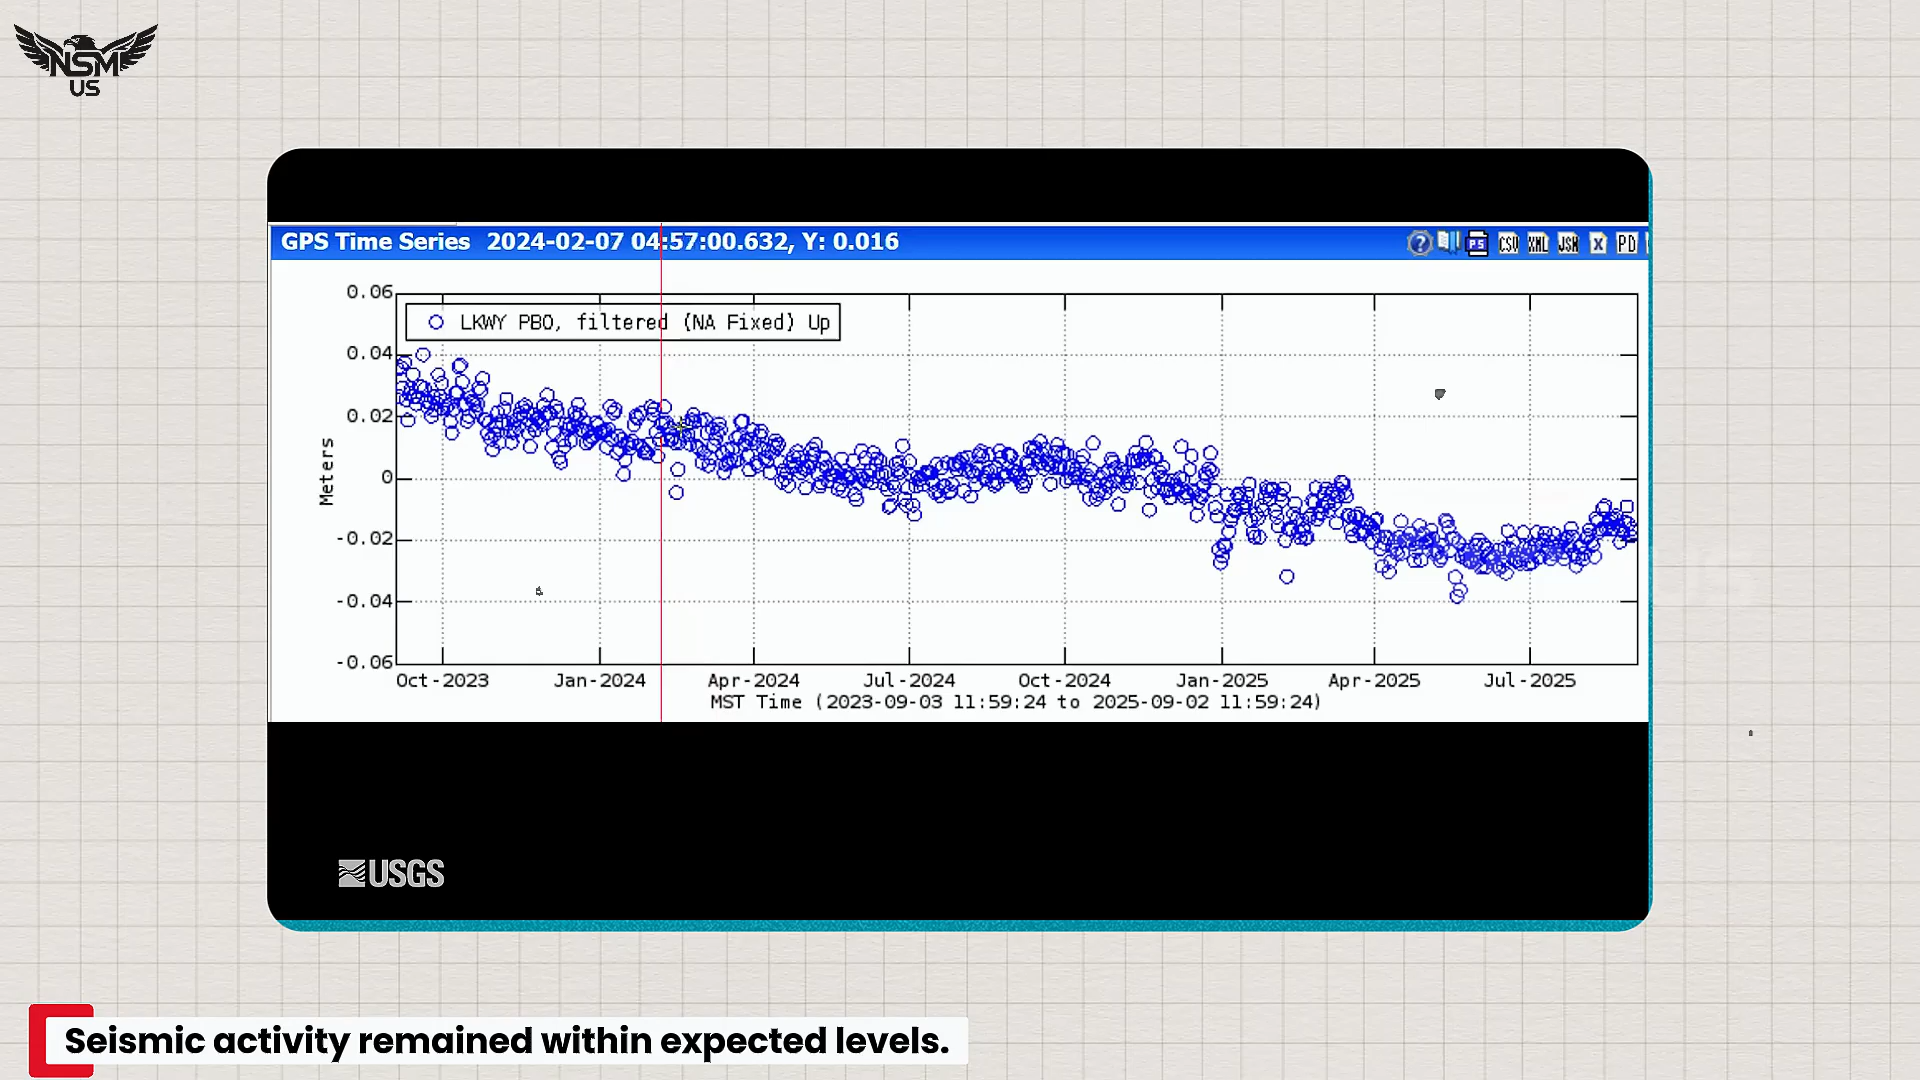 NSM
US
GPS Time Series 2024-02-07 04:57:00.632, Y: 0.016
? PS CSV XML JSN X PD
0.06
LKWY PBO, filtered (NA Fixed) Up
0.04
0.02
0
-0.02
-0.04
-0.06
Meters
Oct-2023 Jan-2024 Apr-2024 Jul-2024 Oct-2024 Jan-2025 Apr-2025 Jul-2025
MST Time (2023-09-03 11:59:24 to 2025-09-02 11:59:24)
USGS
Seismic activity remained within expected levels.